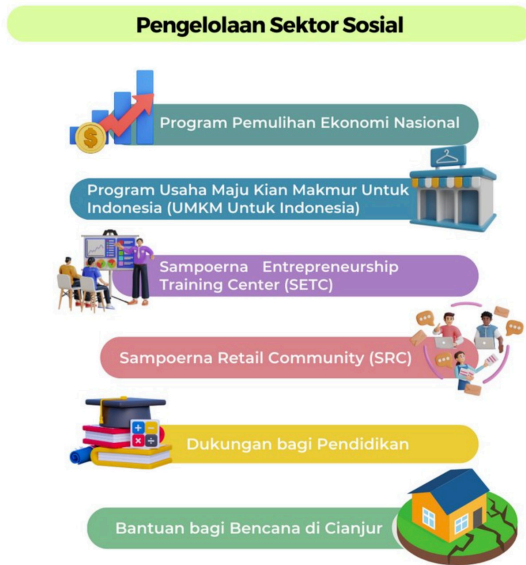 Pengelolaan Sektor Sosial
Program Pemulihan Ekonomi Nasional
Program Usaha Maju Kian Makmur Untuk
Indonesia (UMKM Untuk Indonesia)
Sampoerna Entrepreneurship
Training Center (SETC)
Sampoerna Retail Community (SRC)
Dukungan bagi Pendidikan
Bantuan bagi Bencana di Cianjur